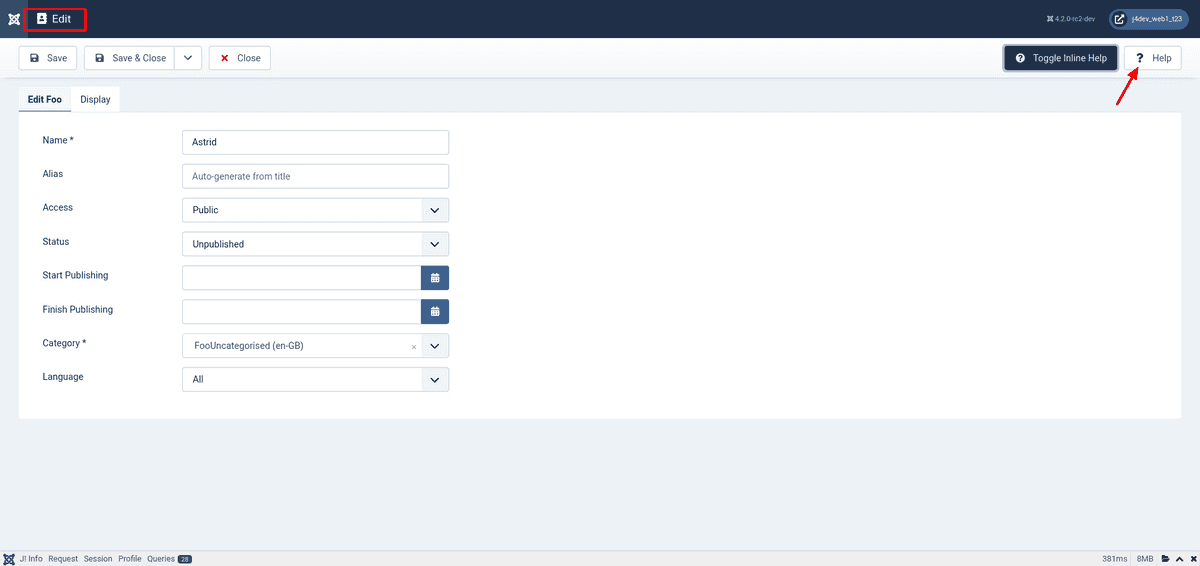 Edit 4.2.0-rc2-dev j4dev_web1_t23
Save Save & Close Close Toggle Inline Help ? Help
Edit Foo Display
Name * Astrid
Alias Auto-generate from title
Access Public
Status Unpublished
Start Publishing
Finish Publishing
Category * FooUncategorised (en-GB) ×
Language All
J! Info Request Session Profile Queries 28 381ms 8MB